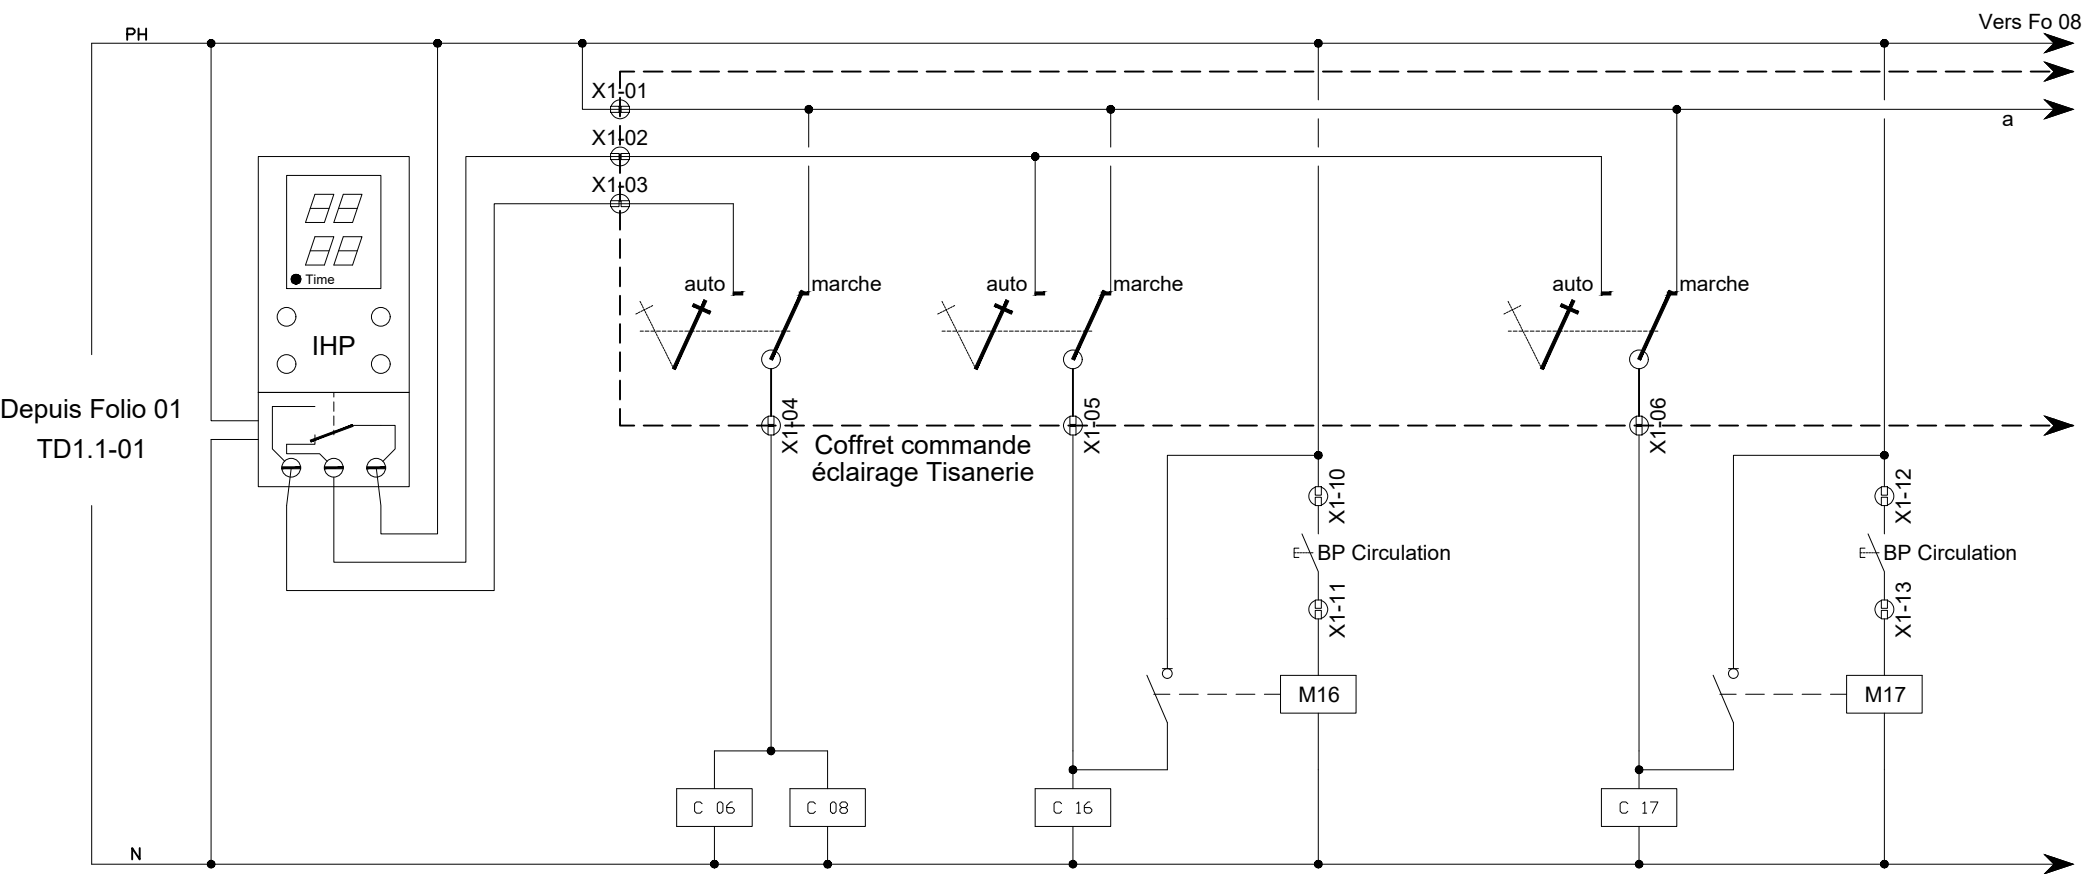 Vers Fo 08
PH
X1-01
a
X1-02
X1-03
Time
auto
marche
auto
marche
auto
marche
IHP
Depuis Folio 01
TD1.1-01
X1-04
X1-05
X1-06
Coffret commande
éclairage Tisanerie
X1-10
X1-12
BP Circulation
BP Circulation
X1-11
X1-13
M16
M17
C 06
C 08
C 16
C 17
N